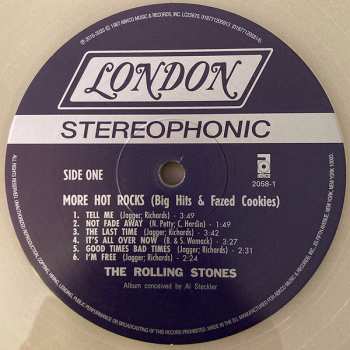 LONDON
STEREOPHONIC
SIDE ONE
abkco
2058-1
MORE HOT ROCKS (Big Hits & Fazed Cookies)
1. TELL ME (Jagger; Richards) - 3:49
2. NOT FADE AWAY (N. Petty; C. Hardin) - 1:49
3. THE LAST TIME (Jagger; Richards) - 3:42
4. IT'S ALL OVER NOW (B. & S. Womack) - 3:27
5. GOOD TIMES BAD TIMES (Jagger; Richards) - 2:31
6. I'M FREE (Jagger; Richards) - 2:24
THE ROLLING STONES
Album conceived by Al Steckler